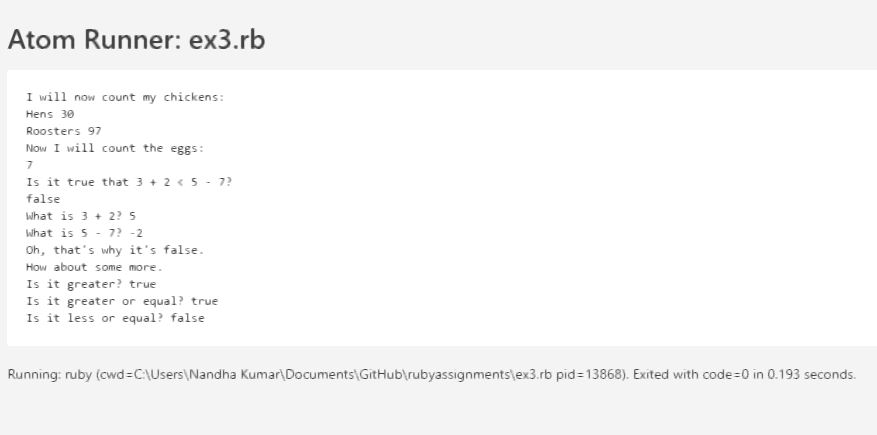 Atom Runner: ex3.rb
I will now count my chickens:
Hens 30
Roosters 97
Now I will count the eggs:
7
Is it true that 3 + 2 < 5 - 7?
false
What is 3 + 2? 5
What is 5 - 7? -2
Oh, that's why it's false.
How about some more.
Is it greater? true
Is it greater or equal? true
Is it less or equal? false
Running: ruby (cwd=C:\Users\Nandha Kumar\Documents\GitHub\rubyassignments\ex3.rb pid=13868). Exited with code=0 in 0.193 seconds.